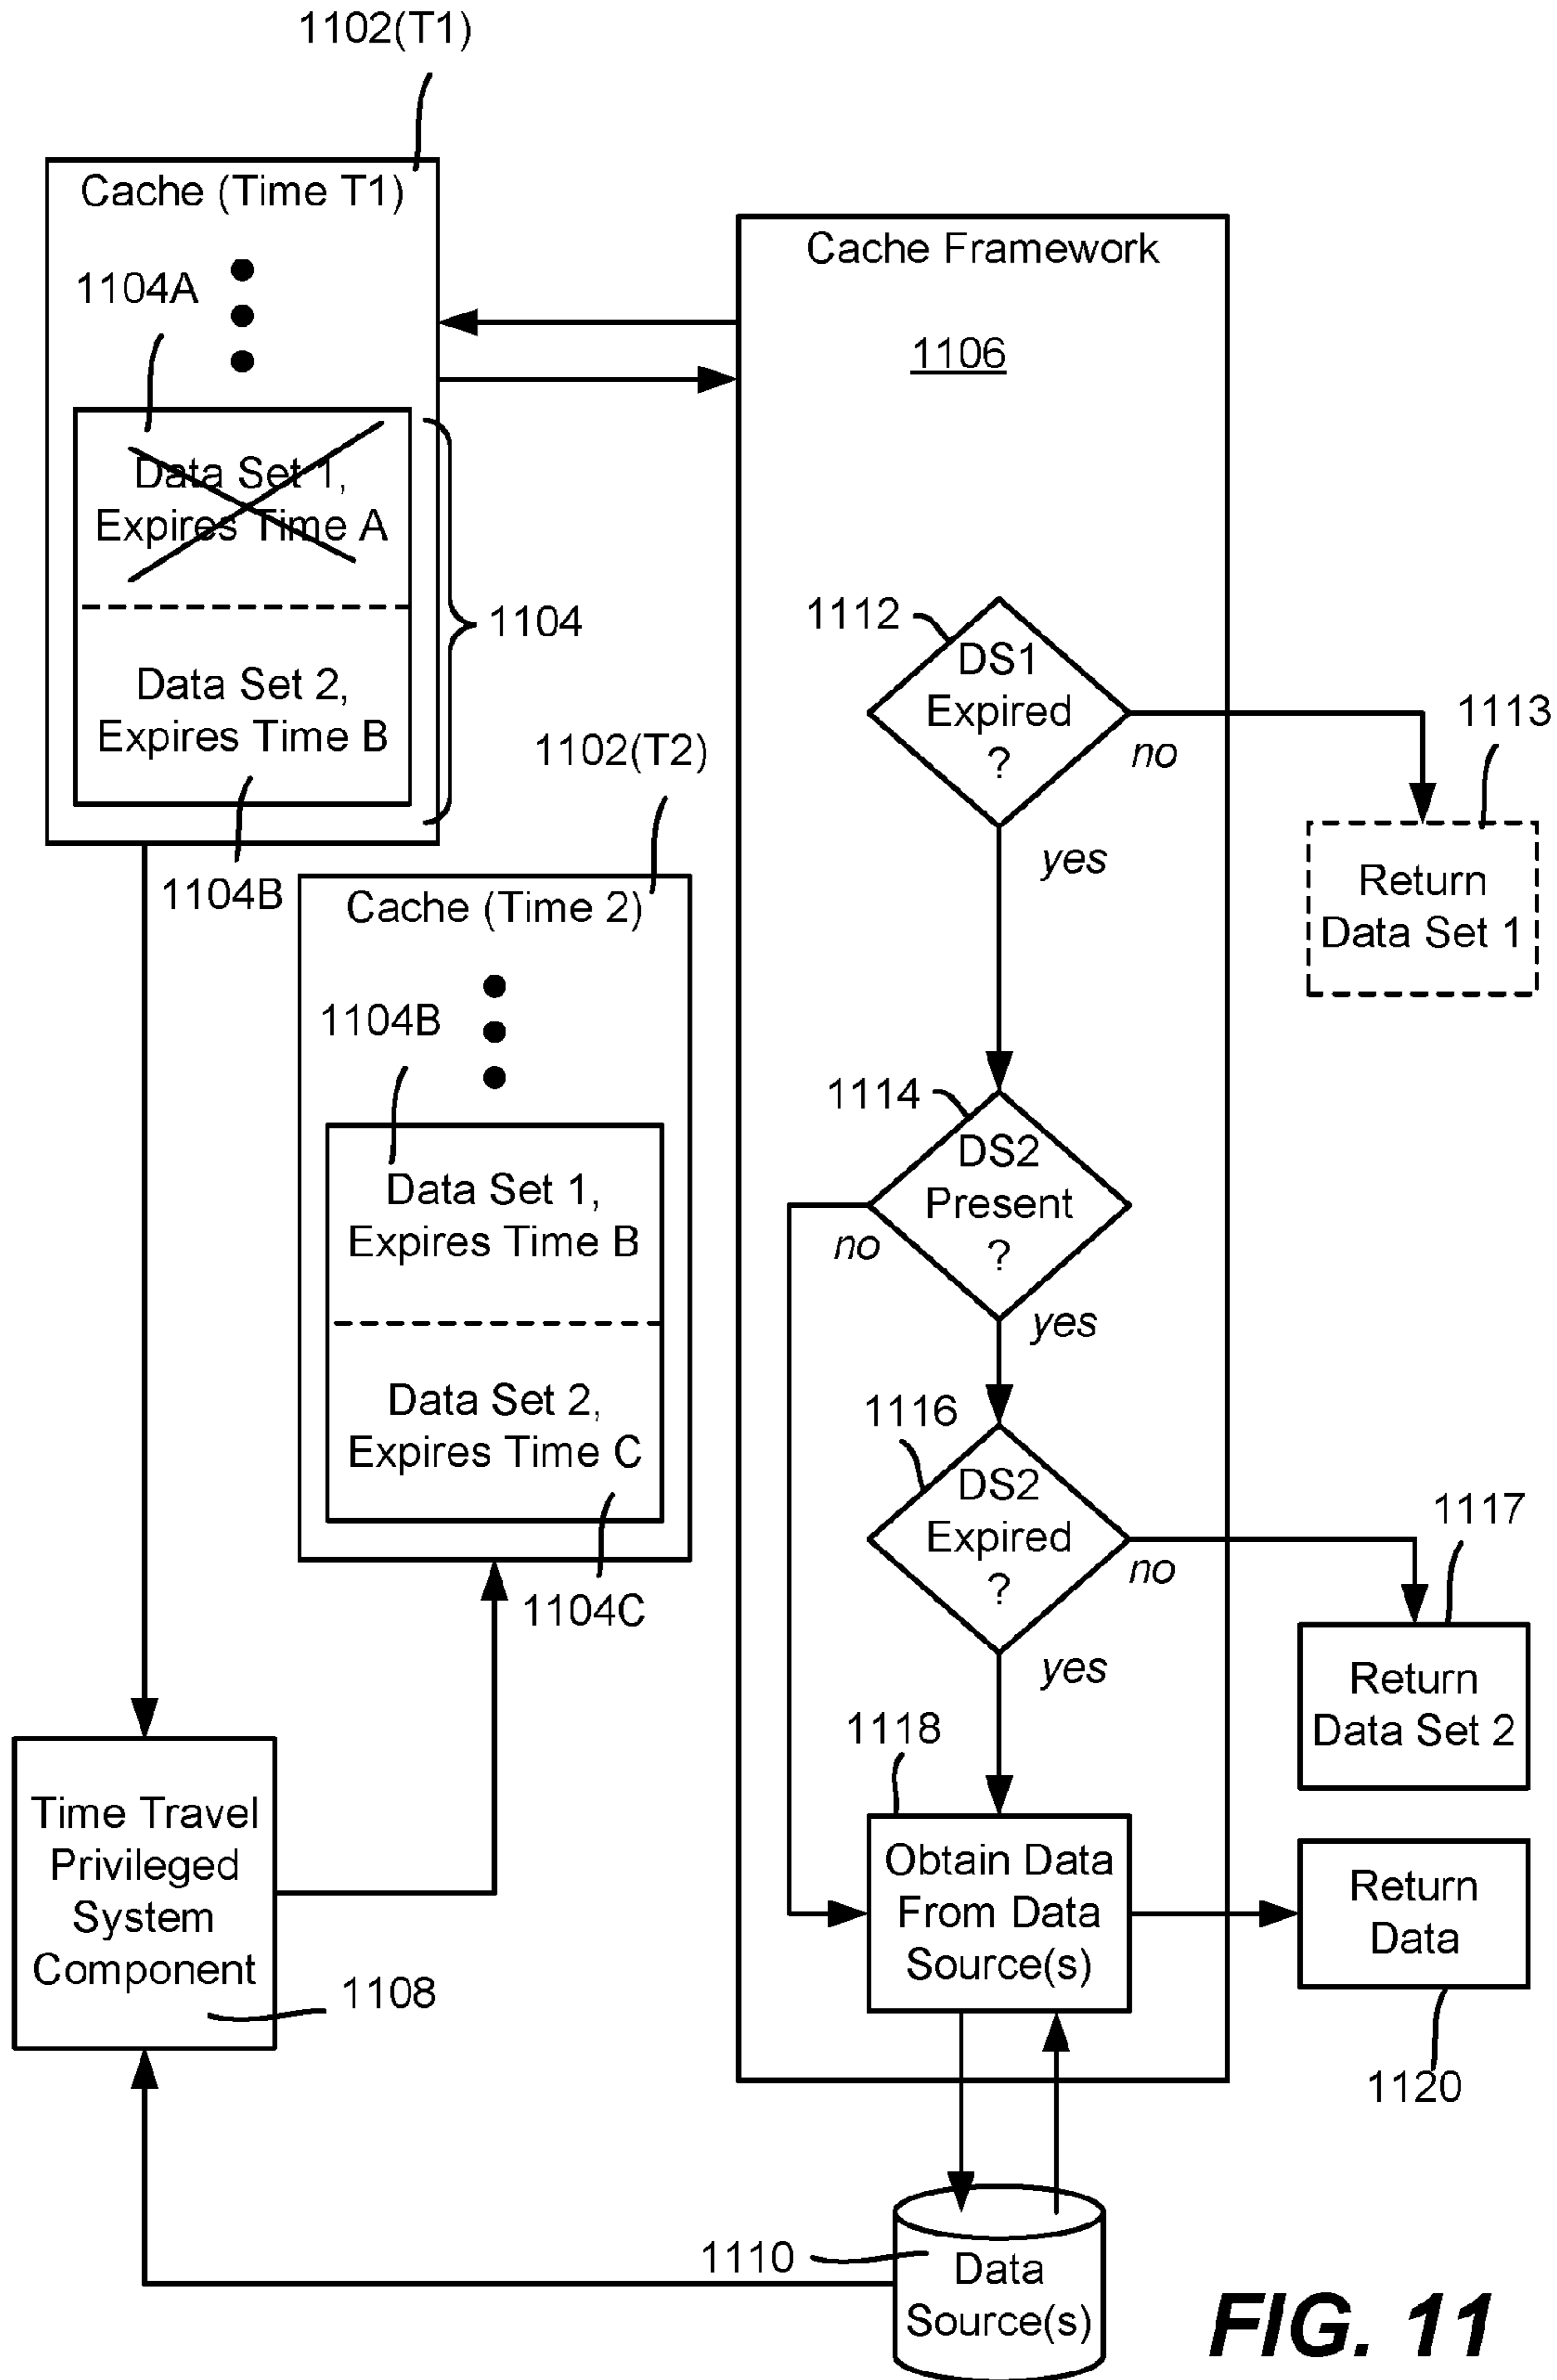 1102(T1)
Cache (Time T1)
1104A
Data Set 1,
Expires Time A
1104
Data Set 2,
Expires Time B
1104B
1102(T2)
Cache (Time 2)
1104B
Data Set 1,
Expires Time B
Data Set 2,
Expires Time C
1104C
Time Travel
Privileged
System
Component
1108
Cache Framework
1106
1112
DS1
Expired
?
no
yes
1113
Return
Data Set 1
1114
DS2
Present
?
no
yes
1116
DS2
Expired
?
no
yes
1117
Return
Data Set 2
1118
Obtain Data
From Data
Source(s)
Return
Data
1120
1110
Data
Source(s)
FIG. 11